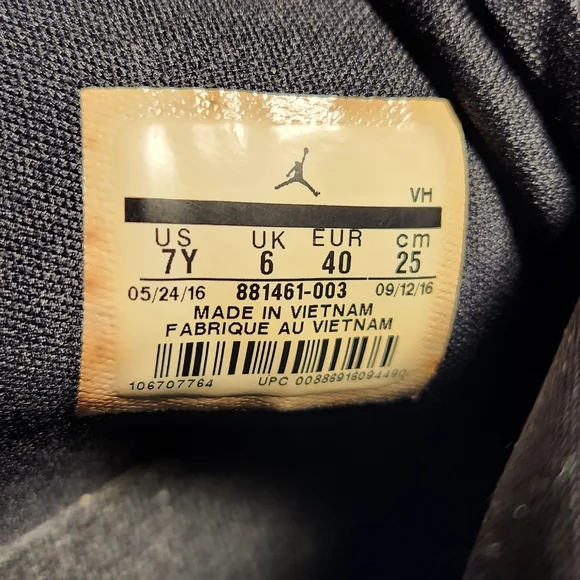 VH
US UK EUR cm
7Y 6 40 25
05/24/16 881461-003 09/12/16
MADE IN VIETNAM
FABRIQUE AU VIETNAM
106707764 UPC 00886916094490